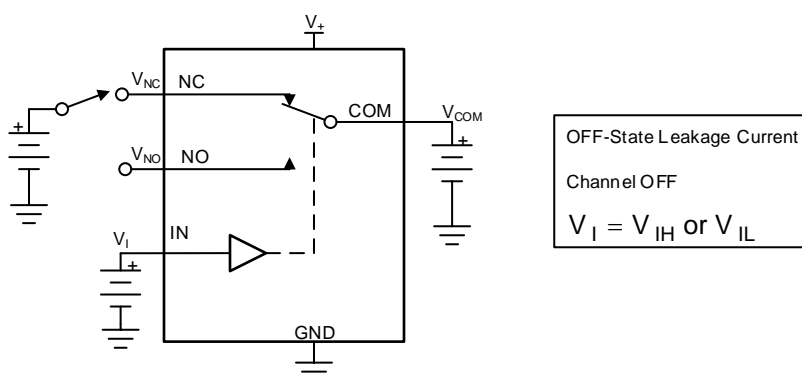 V+
VNC NC
+
COM VCOM
+
VNO NO
VI IN
+
GND
OFF-State Leakage Current
Channel OFF
VI = VIH or VIL